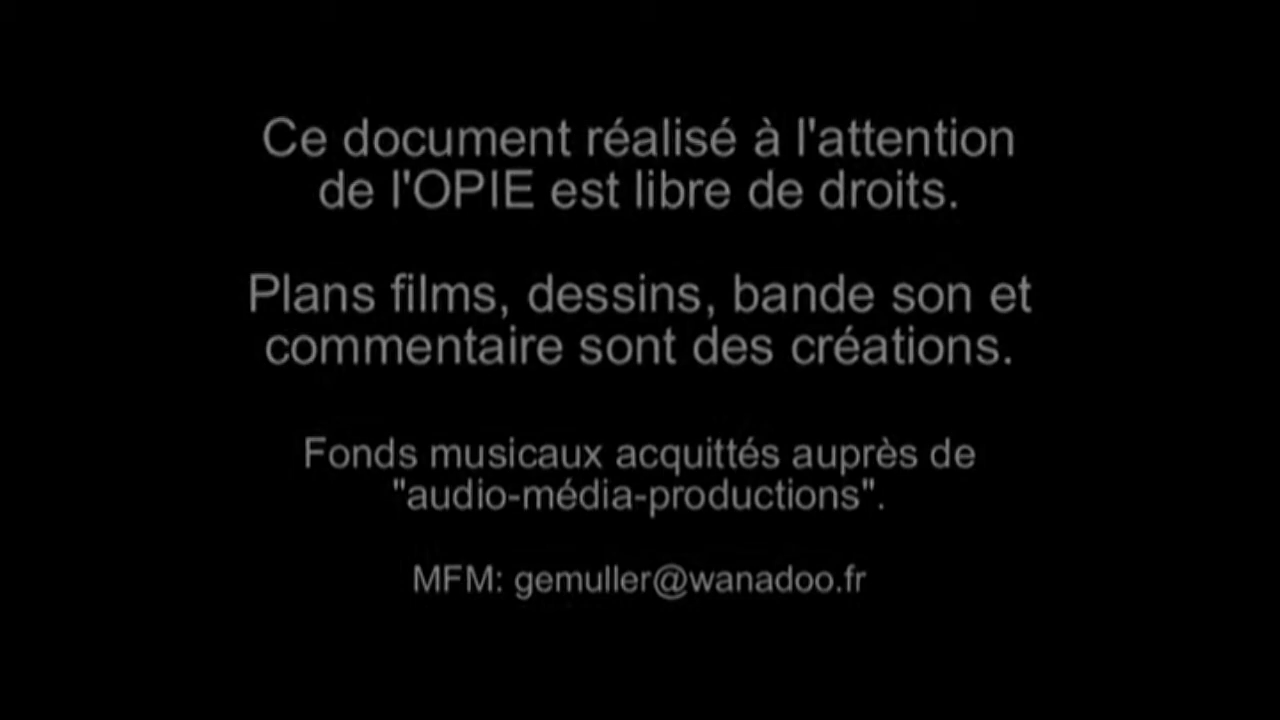 Ce document réalisé à l'attention
de l'OPIE est libre de droits.
Plans films, dessins, bande son et
commentaire sont des créations.
Fonds musicaux acquittés auprès de
"audio-média-productions".
MFM: gemuller@wanadoo.fr